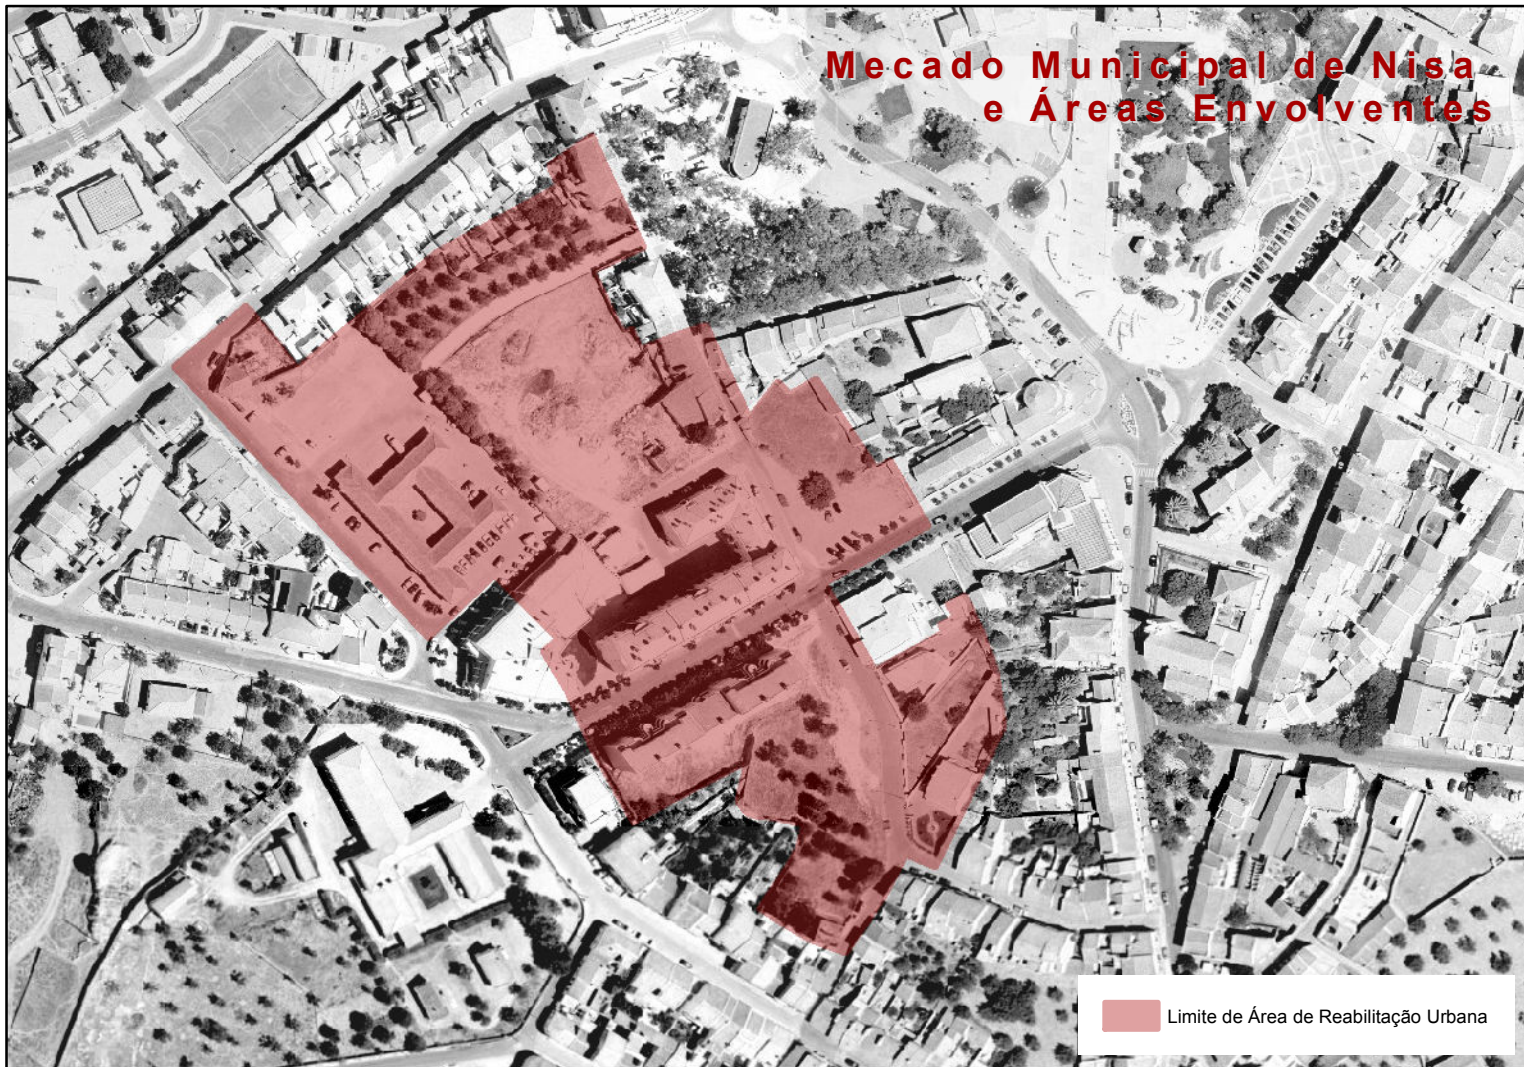 Mecado Municipal de Nisa
e Áreas Envolventes
Limite de Área de Reabilitação Urbana